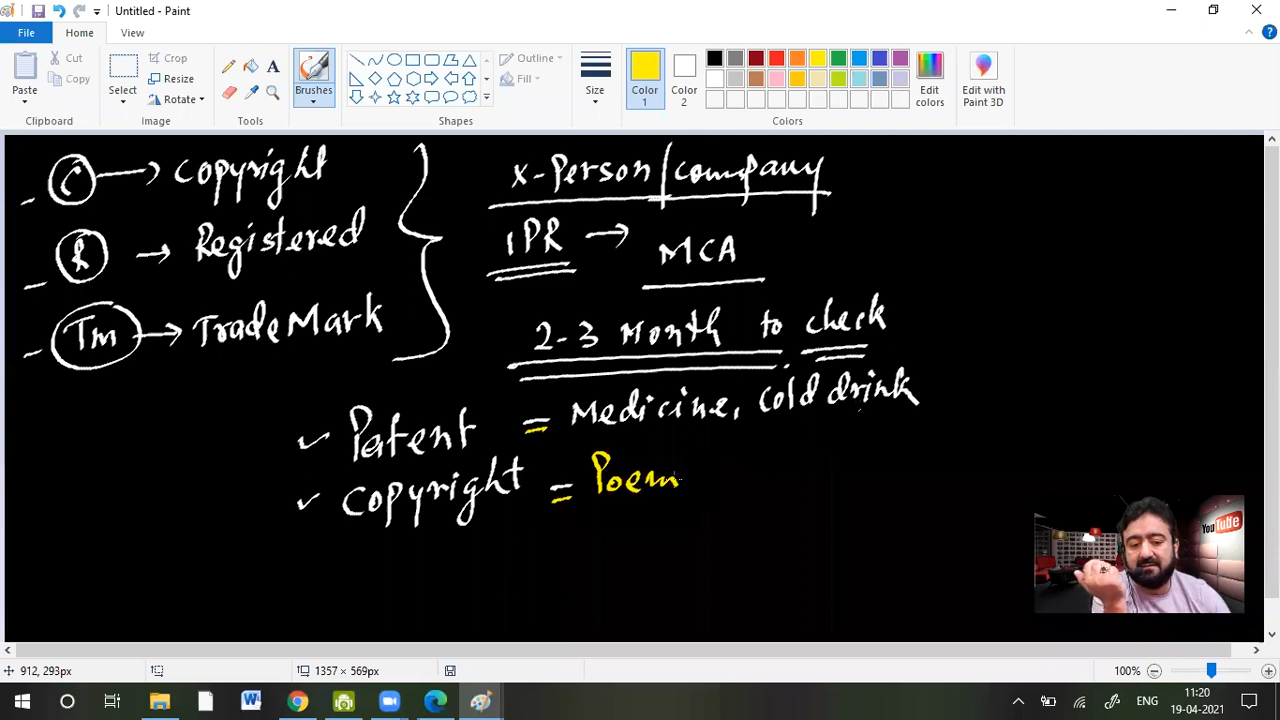 Untitled - Paint
File Home View
Paste
Cut
Copy
Clipboard
Select
Crop
Resize
Rotate
Image
A
Tools
Brushes
Shapes
Outline
Fill
Size
Color 1
Color 2
Colors
Edit colors
Edit with Paint 3D
C → Copyright
R → Registered
Tm → TradeMark
x-Person/company
IPR → MCA
2-3 Month to check
✓ Patent = Medicine, Cold drink
✓ Copyright = Poem
YouTube
912, 293px
1357 × 569px
100%
ENG
11:20
19-04-2021